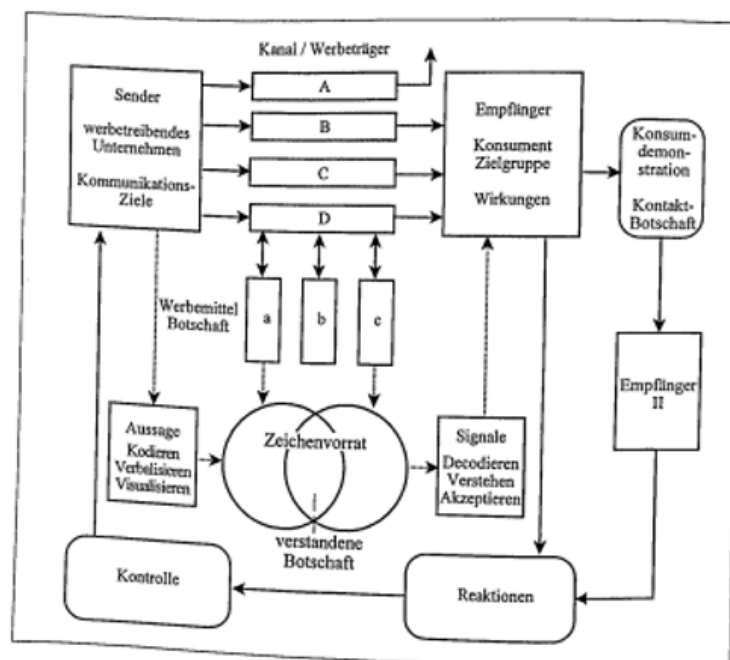 Kanal / Werbeträger
Sender
werbetreibendes
Unternehmen
Kommunikations-
Ziele
A
B
C
D
Empfänger
Konsument
Zielgruppe
Wirkungen
Konsum-
demon-
stration
Kontakt-
Botschaft
Werbemittel
Botschaft
a
b
c
Empfänger
II
Aussage
Kodieren
Verbalisieren
Visualisieren
Zeichenvorrat
verstandene
Botschaft
Signale
Decodieren
Verstehen
Akzeptieren
Kontrolle
Reaktionen